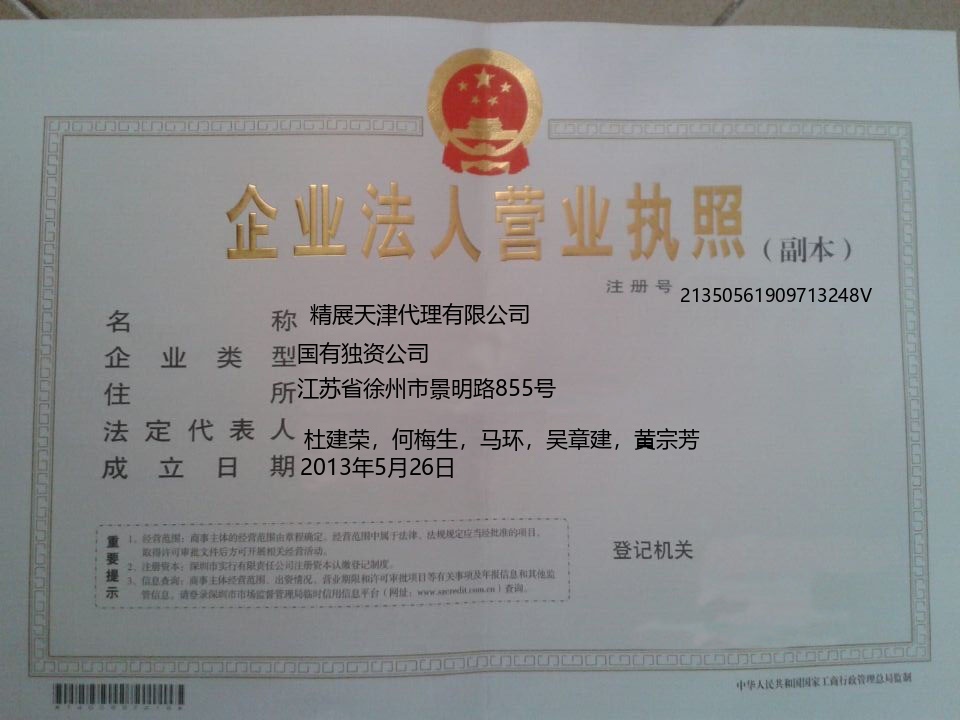 企业法人营业执照
（副本）
注册号 21350561909713248V
名称 精展天津代理有限公司
企业类型 国有独资公司
住所 江苏省徐州市景明路855号
法定代表人 杜建荣，何梅生，马环，吴章建，黄宗芳
成立日期 2013年5月26日
重要提示
1、经营范围：商事主体的经营范围由章程确定。经营范围中属于法律、法规规定应当经批准的项目，
取得许可审批文件后方可开展相关经营活动。
2、注册资本：深圳市实行有限责任公司注册资本认缴登记制度。
3、信息查询：商事主体经营范围、出资情况、营业期限和许可审批项目等有关事项及年报信息和其他监
管信息，请登录深圳市市场监督管理局临时信用信息平台（网址：www.szcredit.com.cn）查询。
登记机关
中华人民共和国国家工商行政管理总局监制